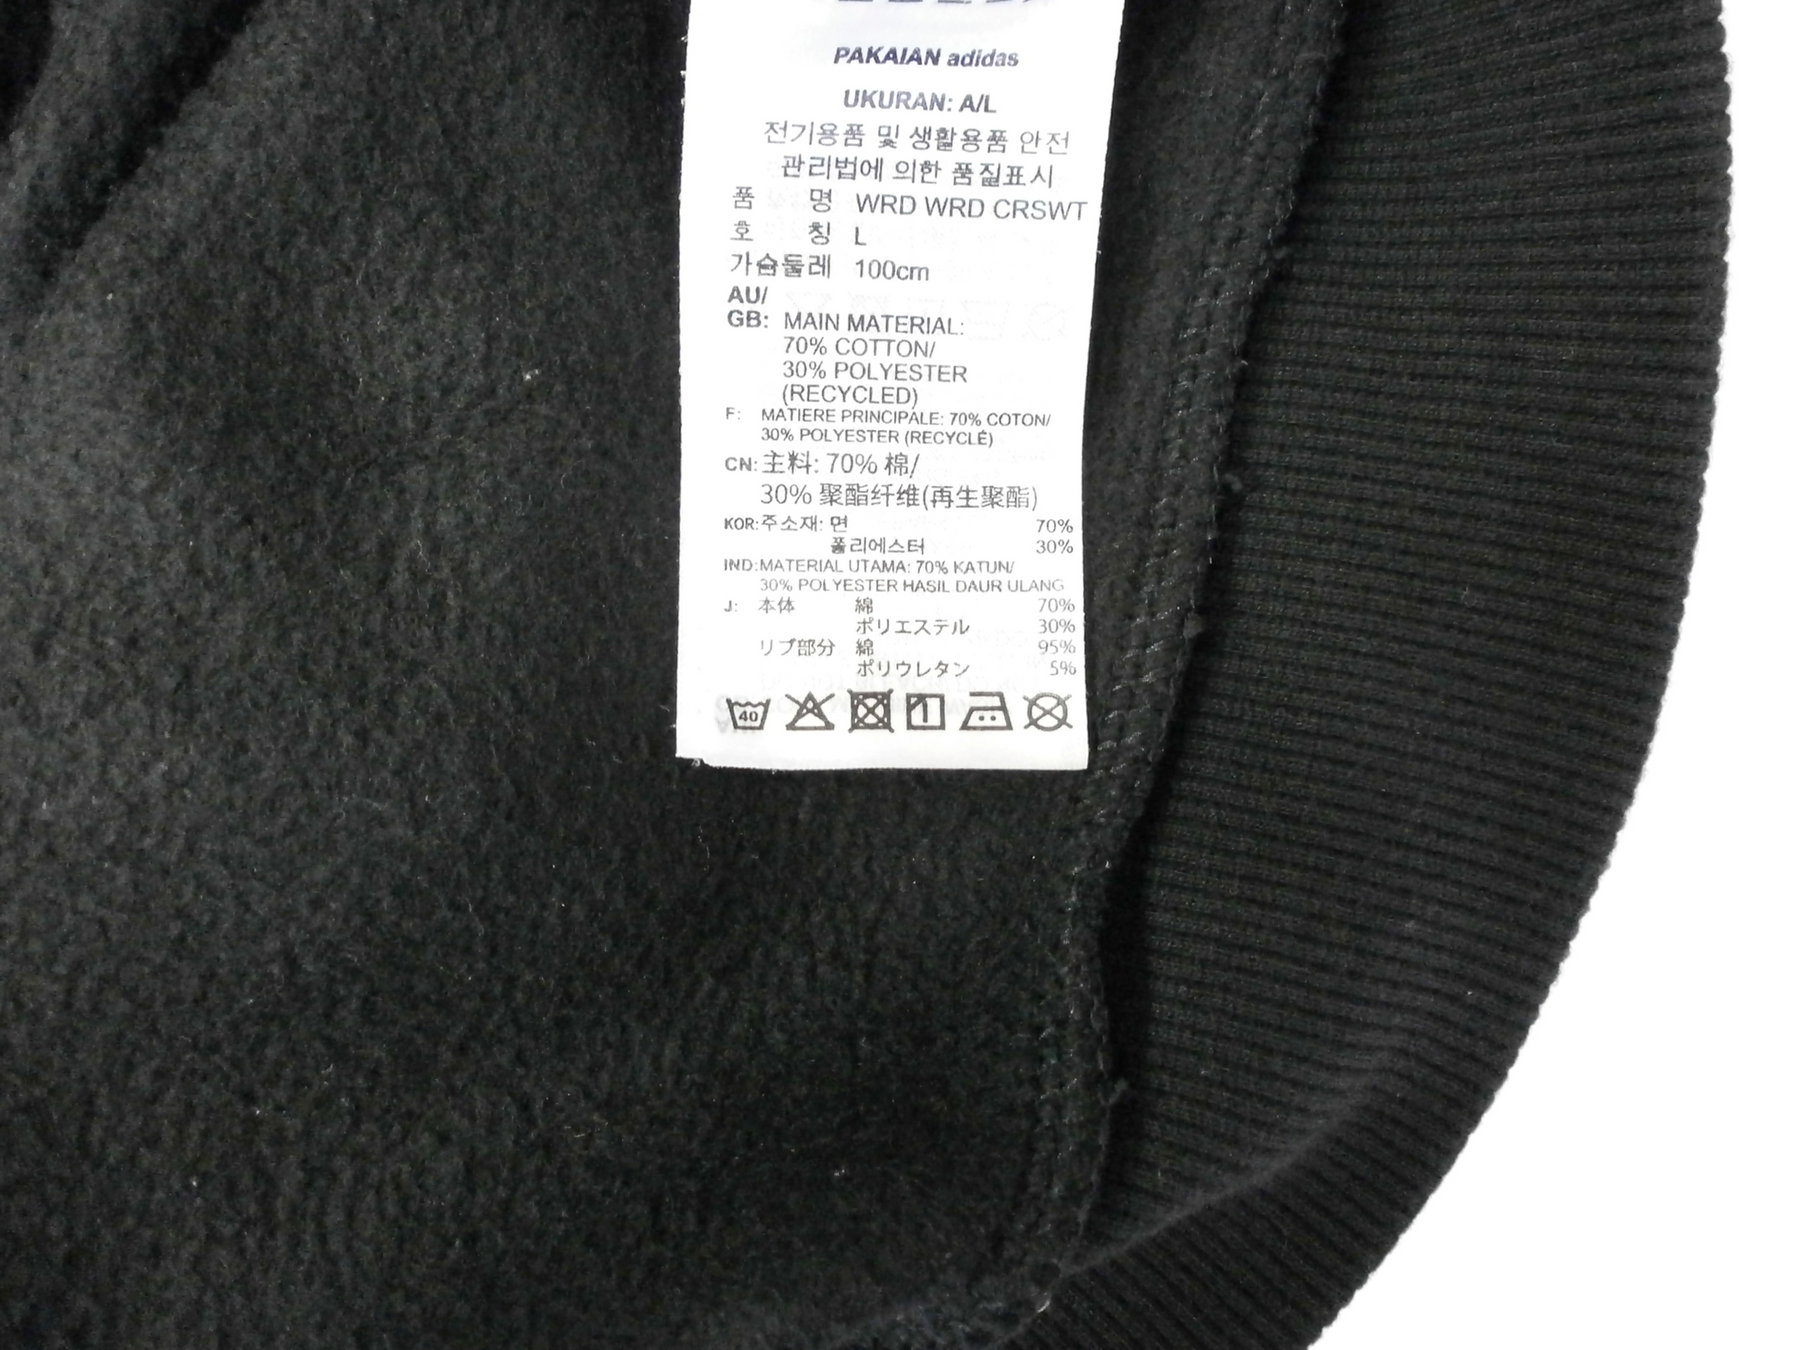 PAKAIAN adidas
UKURAN: A/L
전기용품 및 생활용품 안전
관리법에 의한 품질표시
품 명 WRD WRD CRSWT
호 칭 L
가슴둘레 100cm
AU/
GB: MAIN MATERIAL:
70% COTTON/
30% POLYESTER
(RECYCLED)
F: MATIERE PRINCIPALE: 70% COTON/
30% POLYESTER (RECYCLÉ)
CN: 主料: 70% 棉/
30% 聚酯纤维(再生聚酯)
KOR: 주소재: 면 70%
폴리에스터 30%
IND: MATERIAL UTAMA: 70% KATUN/
30% POLYESTER HASIL DAUR ULANG
J: 本体 綿 70%
ポリエステル 30%
リブ部分 綿 95%
ポリウレタン 5%
40